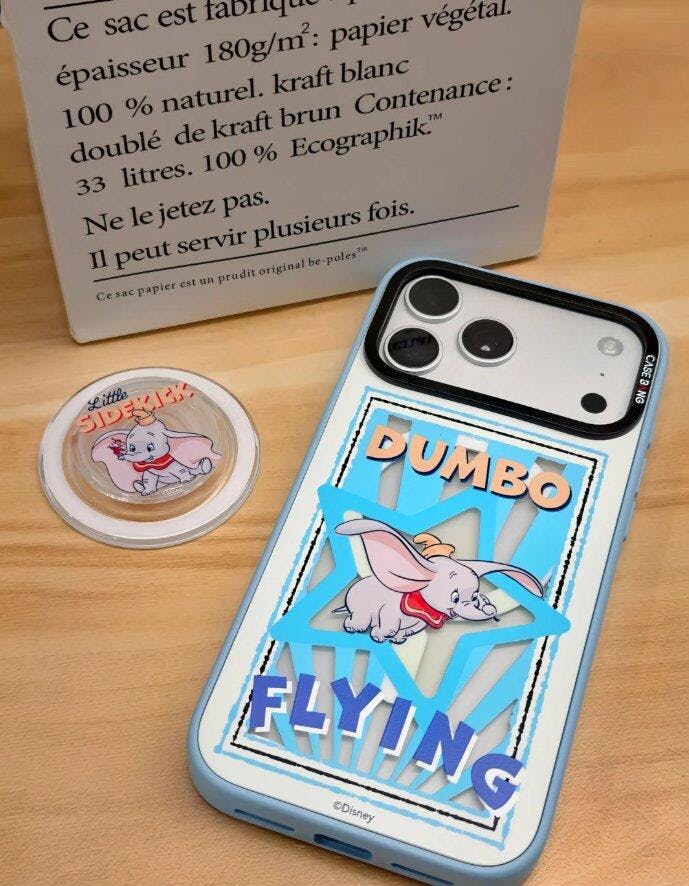 Ce sac est fabriqué
épaisseur 180g/m²: papier végétal.
100 % naturel. kraft blanc
doublé de kraft brun Contenance :
33 litres. 100 % Ecographik.™
Ne le jetez pas.
Il peut servir plusieurs fois.
Ce sac papier est un prudit original be-poles™
Little
SIDEKICK
CASEBANG
DUMBO
FLYING
©Disney